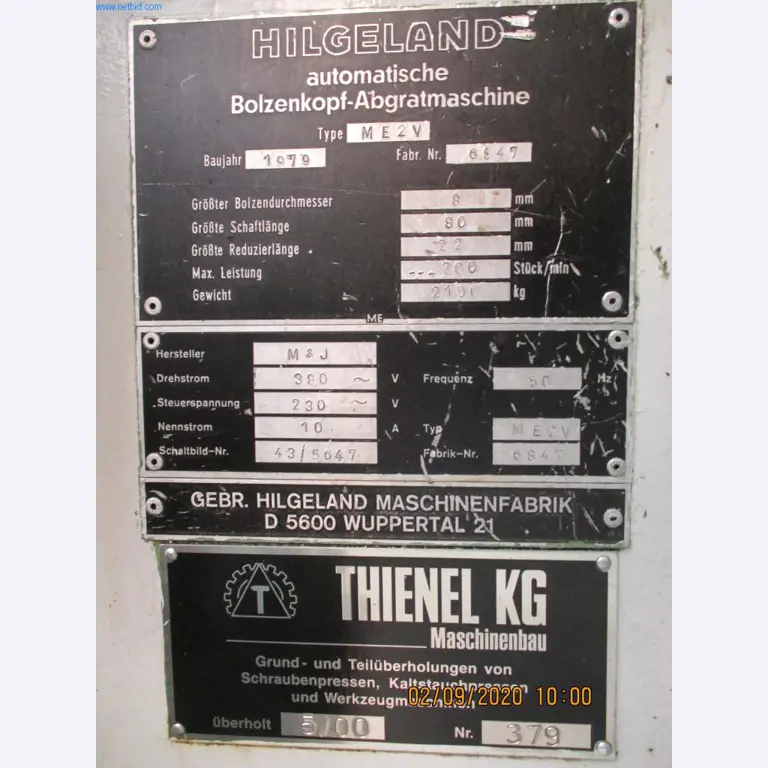 www.netbid.com
HILGELAND
automatische
Bolzenkopf-Abgratmaschine
Type ME2V
Baujahr 1979 Fabr. Nr. 6847
Größter Bolzendurchmesser 8 mm
Größte Schaftlänge 80 mm
Größte Reduzierlänge 22 mm
Max. Leistung ---200 Stück/min
Gewicht kg
ME
Hersteller M&J
Drehstrom 380 ~ V Frequenz 50 Hz
Steuerspannung 230 ~ V
Nennstrom 10 A Typ ME2V
Schaltbild-Nr. 43/5647 Fabrik-Nr. 6847
GEBR. HILGELAND MASCHINENFABRIK
D 5600 WUPPERTAL 21
T THIENEL KG
Maschinenbau
Grund- und Teilüberholungen von
Schraubenpressen, Kaltstauchpressen
und Werkzeugmaschinen
02/09/2020 10:00
überholt 5/00 Nr. 379